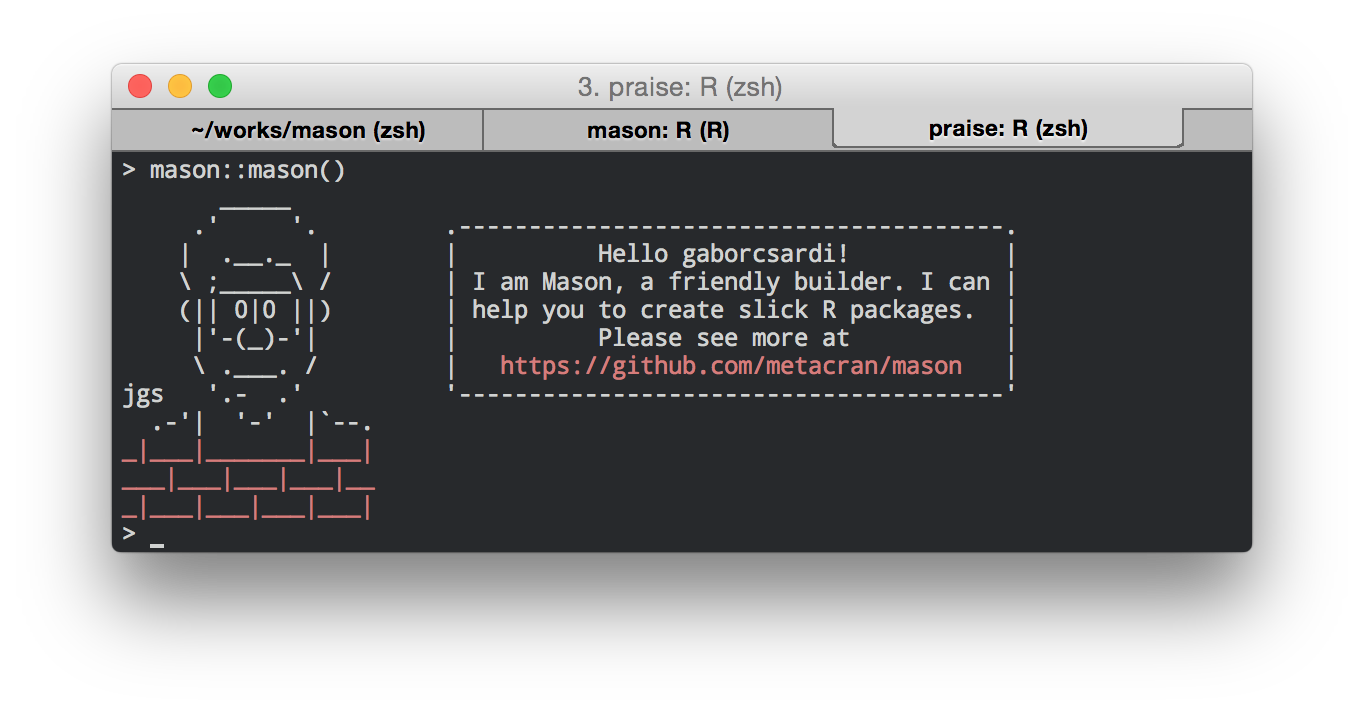 3. praise: R (zsh)
~/works/mason (zsh)
mason: R (R)
praise: R (zsh)
> mason::mason()
Hello gaborcsardi!
I am Mason, a friendly builder. I can
help you to create slick R packages.
Please see more at
https://github.com/metacran/mason
jgs
>